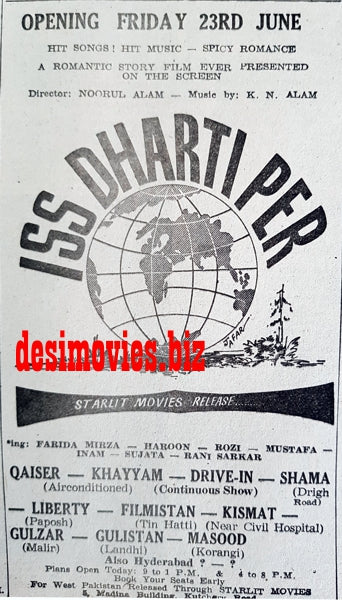 OPENING FRIDAY 23RD JUNE
HIT SONGS! HIT MUSIC — SPICY ROMANCE
A ROMANTIC STORY FILM EVER PRESENTED
ON THE SCREEN
Director: NOORUL ALAM — Music by: K. N. ALAM
ISS DHARTI PER
JAFAR
desimovies.biz
STARLIT MOVIES RELEASE....
*ing: FARIDA MIRZA — HAROON — ROZI — MUSTAFA —
INAM — SUJATA — RANI SARKAR
QAISER — KHAYYAM — DRIVE-IN — SHAMA
(Airconditioned) (Continuous Show) (Drigh
Road)
— LIBERTY — FILMISTAN — KISMAT —
(Paposh) (Tin Hatti) (Near Civil Hospital)
GULZAR — GULISTAN — MASOOD
(Malir) (Landhi) (Korangi)
Also Hyderabad ? — ?
Plans Open Today: 9 to 1 P.M. & 4 to 8 P.M.
Book Your Seats Early
For West Pakistan Released Through STARLIT MOVIES
5, Madina Building, Kutchery Road